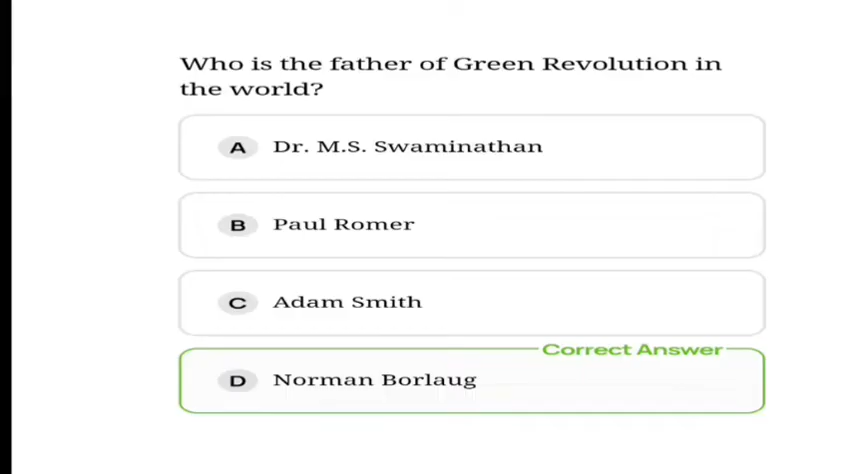 Who is the father of Green Revolution in
the world?
A Dr. M.S. Swaminathan
B Paul Romer
C Adam Smith
Correct Answer
D Norman Borlaug